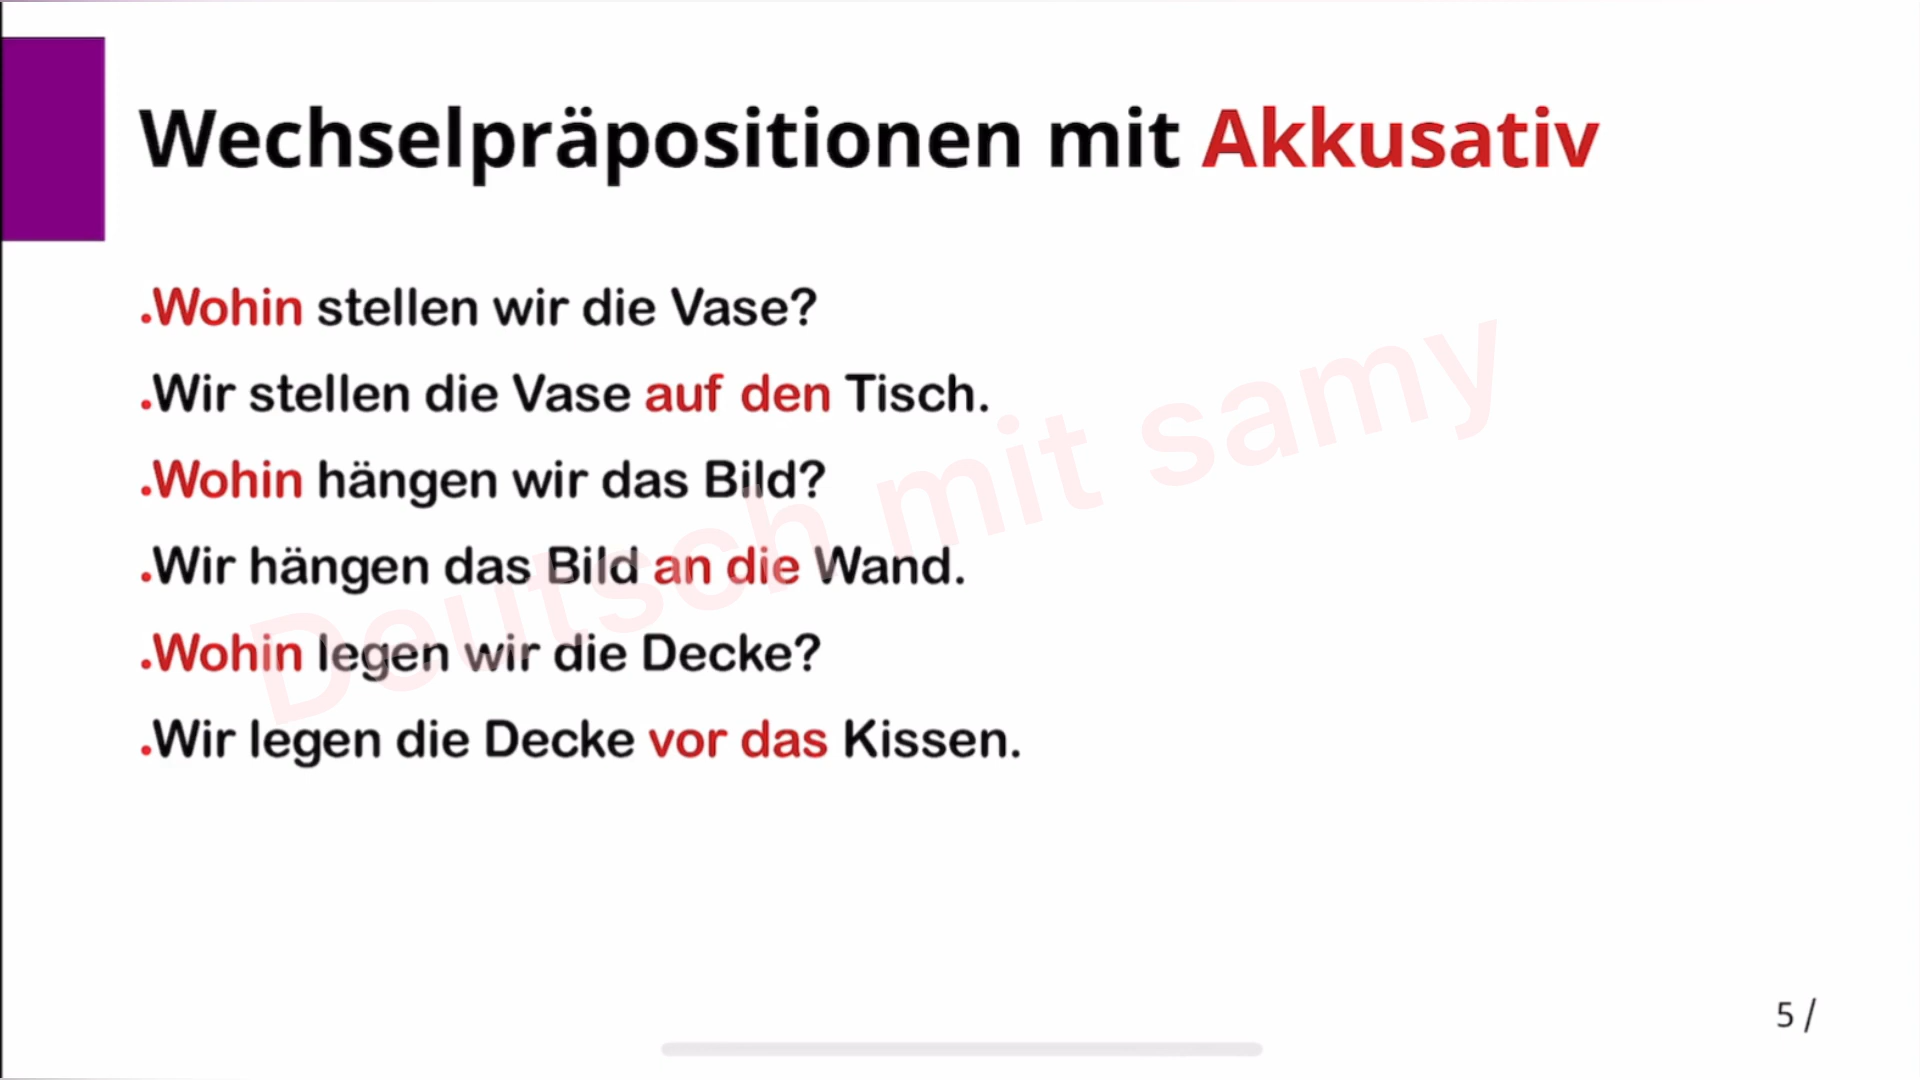 Wechselpräpositionen mit Akkusativ
.Wohin stellen wir die Vase?
.Wir stellen die Vase auf den Tisch.
.Wohin hängen wir das Bild?
.Wir hängen das Bild an die Wand.
.Wohin legen wir die Decke?
.Wir legen die Decke vor das Kissen.
Deutsch mit samy
5 /